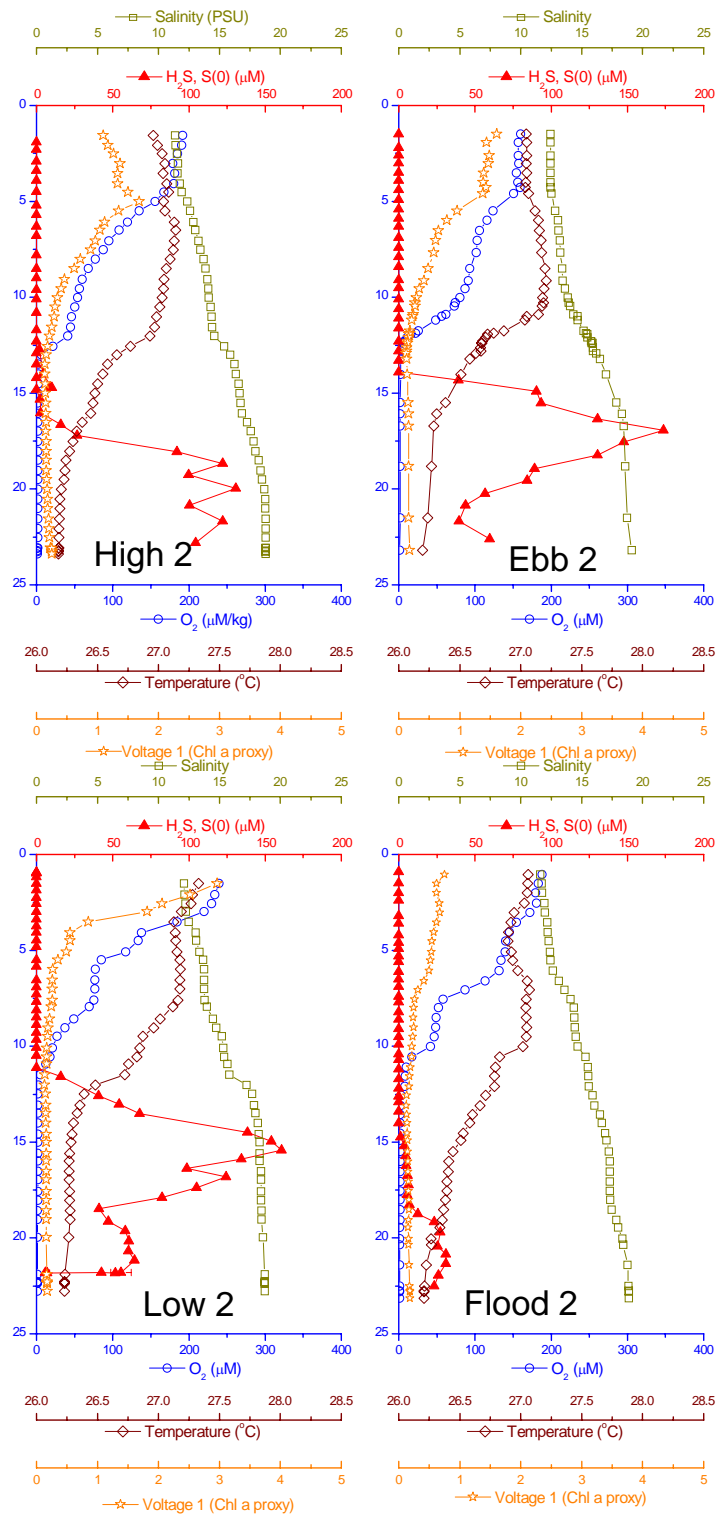 Salinity (PSU)
0 5 10 15 20 25
H2S, S(0) (μM)
0 50 100 150 200
0
5
10
15
20
25
High 2
0 100 200 300 400
O2 (μM/kg)
26.0 26.5 27.0 27.5 28.0 28.5
Temperature (°C)
0 1 2 3 4 5
Voltage 1 (Chl a proxy)
Salinity
0 5 10 15 20 25
H2S, S(0) (μM)
0 50 100 150 200
0
5
10
15
20
25
Ebb 2
0 100 200 300 400
O2 (μM)
26.0 26.5 27.0 27.5 28.0 28.5
Temperature (°C)
0 1 2 3 4 5
Voltage 1 (Chl a proxy)
Salinity
0 5 10 15 20 25
H2S, S(0) (μM)
0 50 100 150 200
0
5
10
15
20
25
Low 2
0 100 200 300 400
O2 (μM)
26.0 26.5 27.0 27.5 28.0 28.5
Temperature (°C)
0 1 2 3 4 5
Voltage 1 (Chl a proxy)
Salinity
0 5 10 15 20 25
H2S, S(0) (μM)
0 50 100 150 200
0
5
10
15
20
25
Flood 2
0 100 200 300 400
O2 (μM)
26.0 26.5 27.0 27.5 28.0 28.5
Temperature (°C)
0 1 2 3 4 5
Voltage 1 (Chl a proxy)